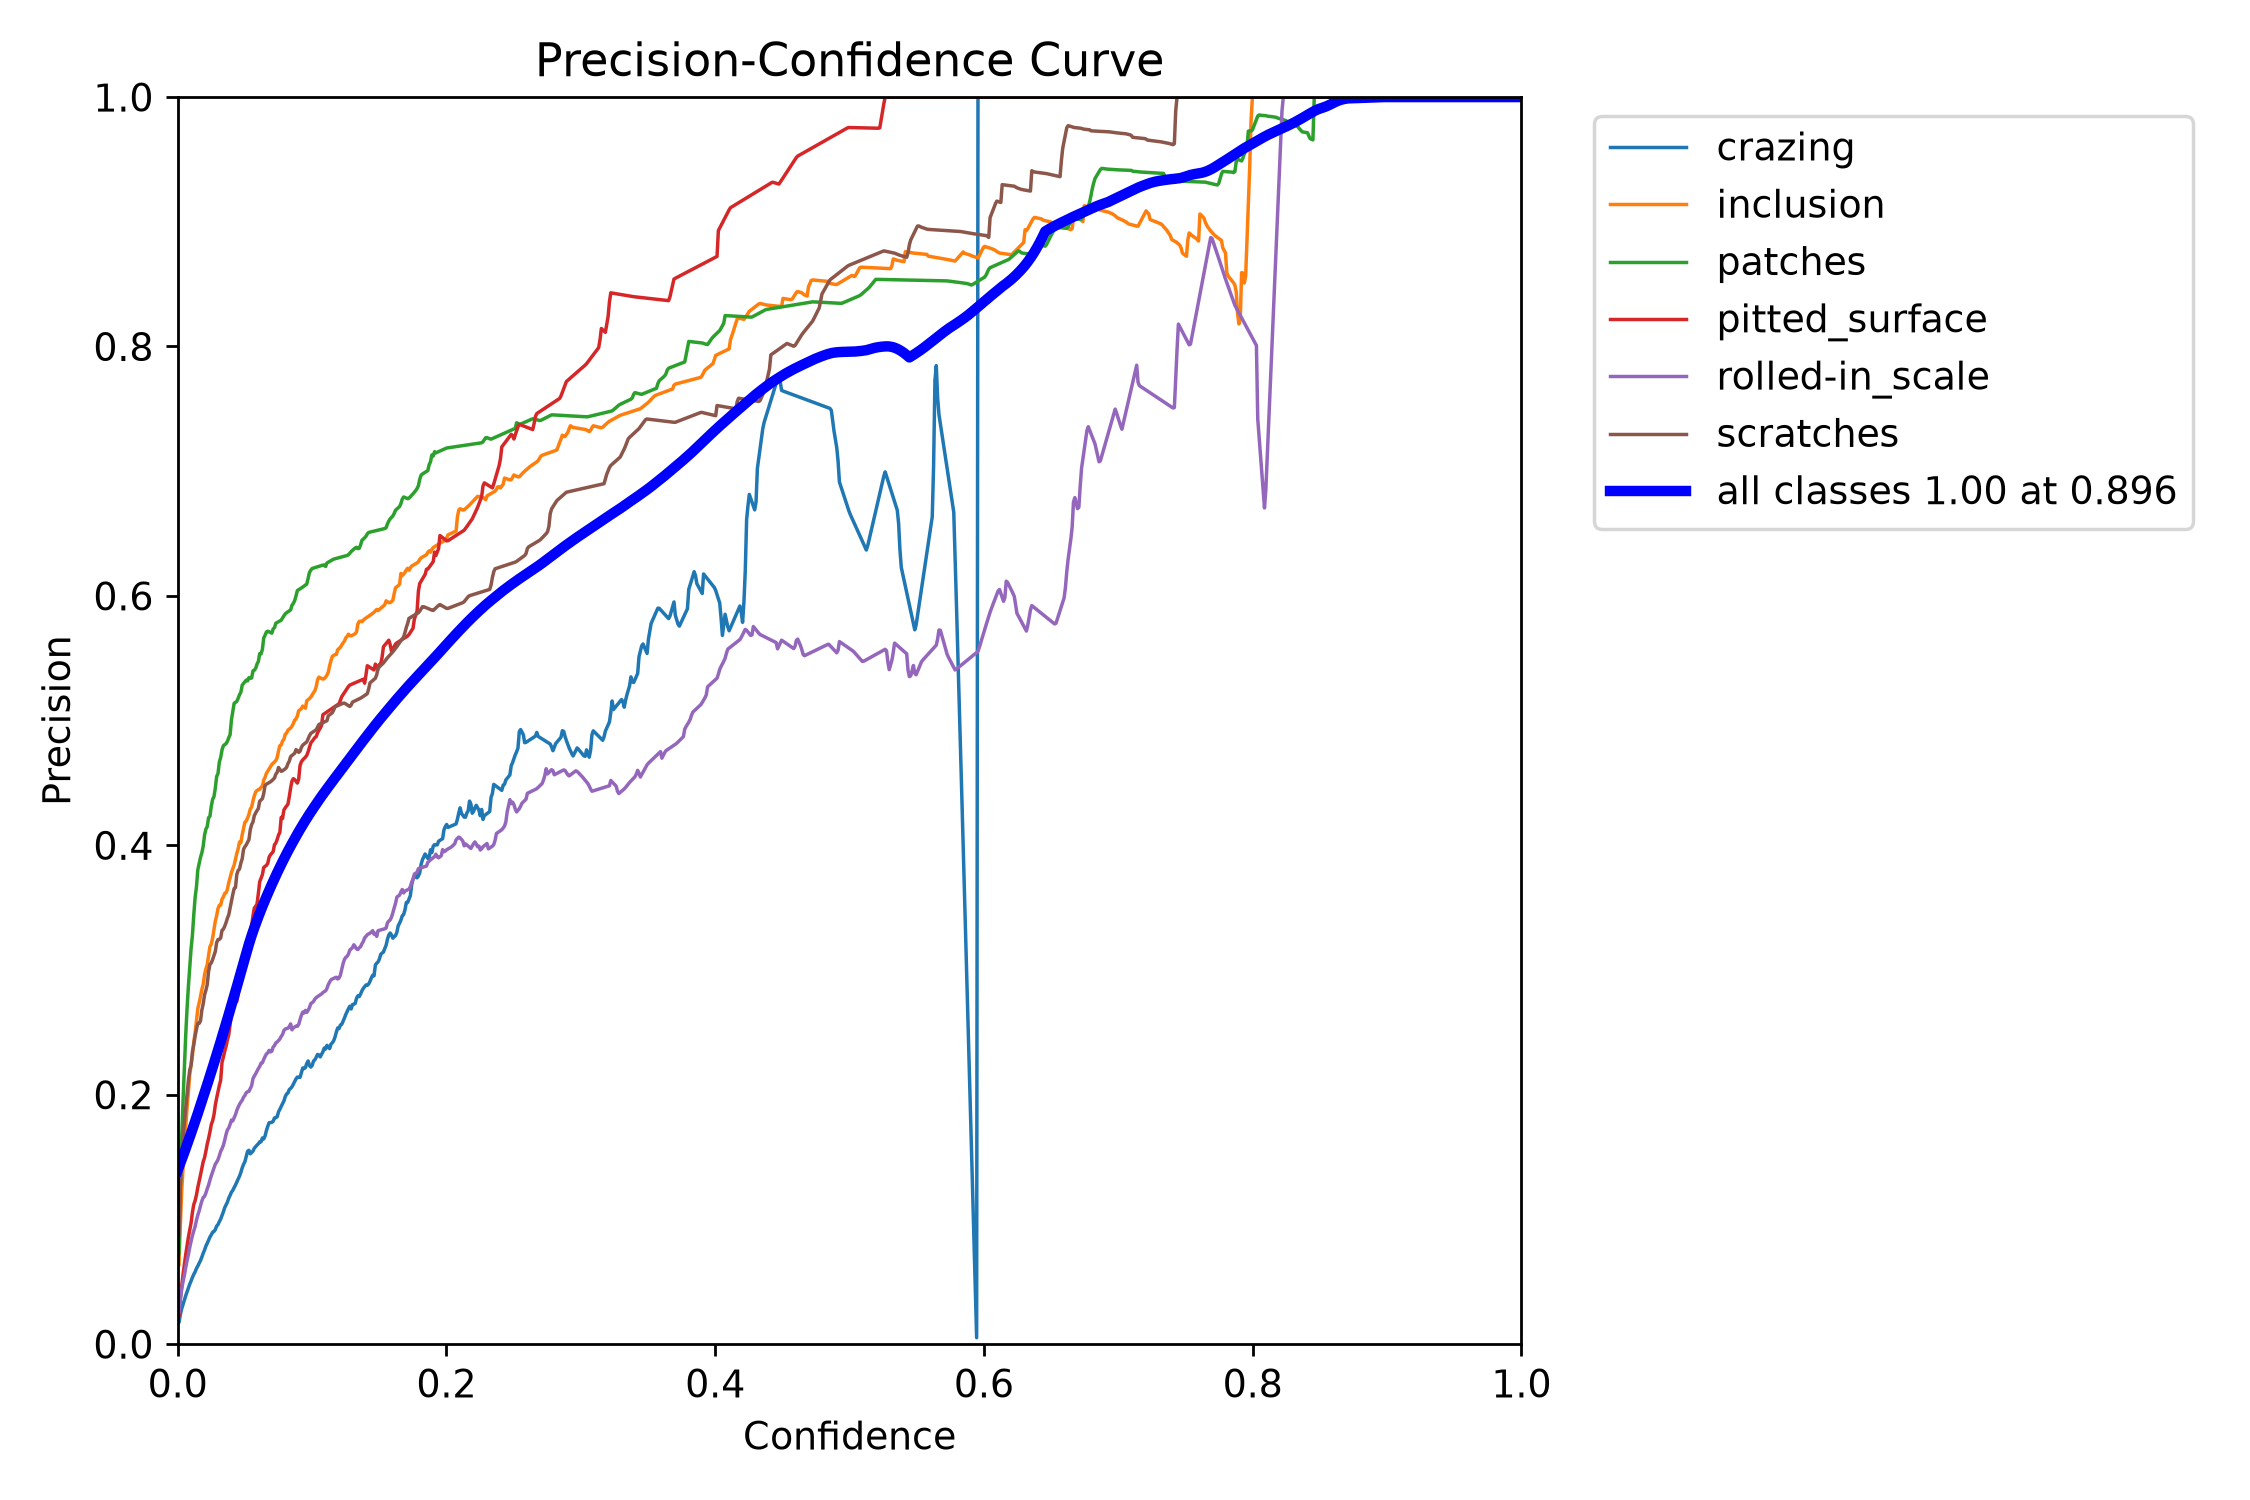 Precision-Confidence Curve
1.0
0.8
0.6
0.4
0.2
0.0
Precision
0.0 0.2 0.4 0.6 0.8 1.0
Confidence
crazing
inclusion
patches
pitted_surface
rolled-in_scale
scratches
all classes 1.00 at 0.896